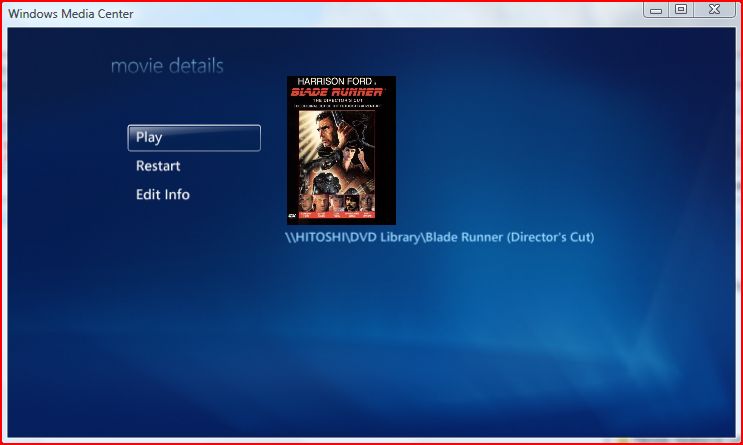 Windows Media Center
movie details
HARRISON FORD
BLADE RUNNER
THE DIRECTOR'S CUT
Play
Restart
Edit Info
\\HITOSHI\DVD Library\Blade Runner (Director's Cut)